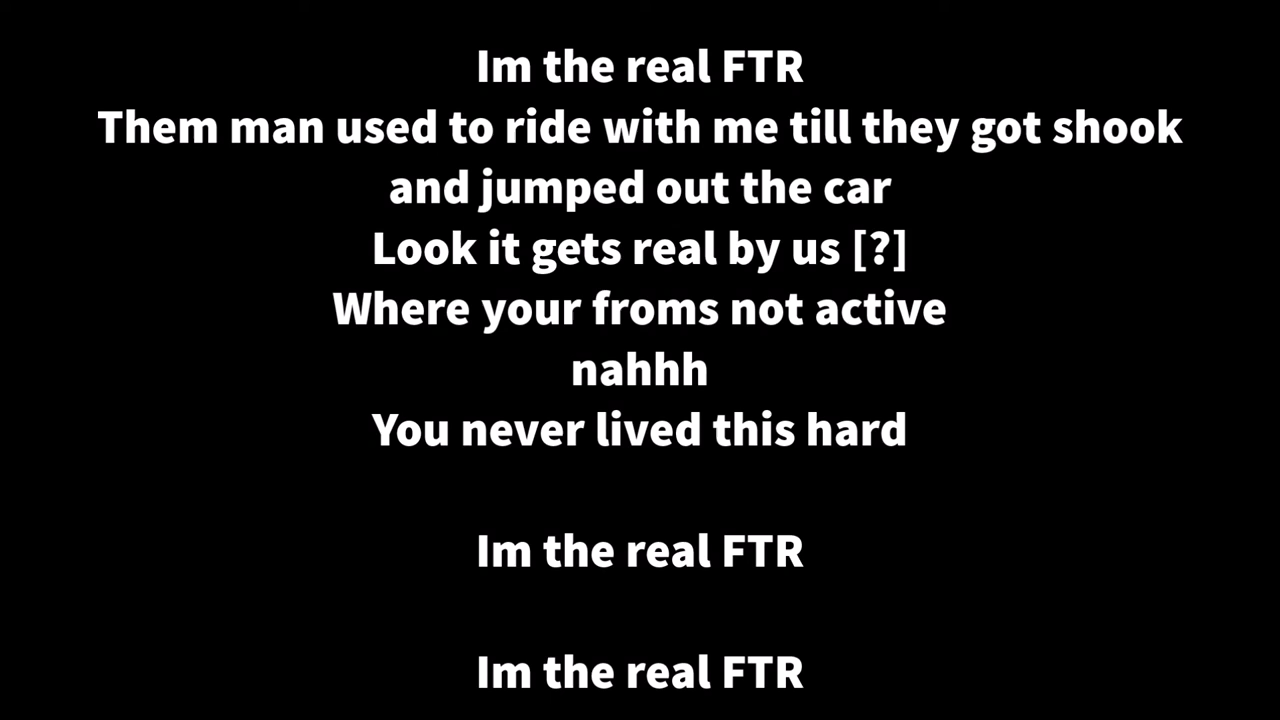 Im the real FTR
Them man used to ride with me till they got shook
and jumped out the car
Look it gets real by us [?]
Where your froms not active
nahhh
You never lived this hard
Im the real FTR
Im the real FTR